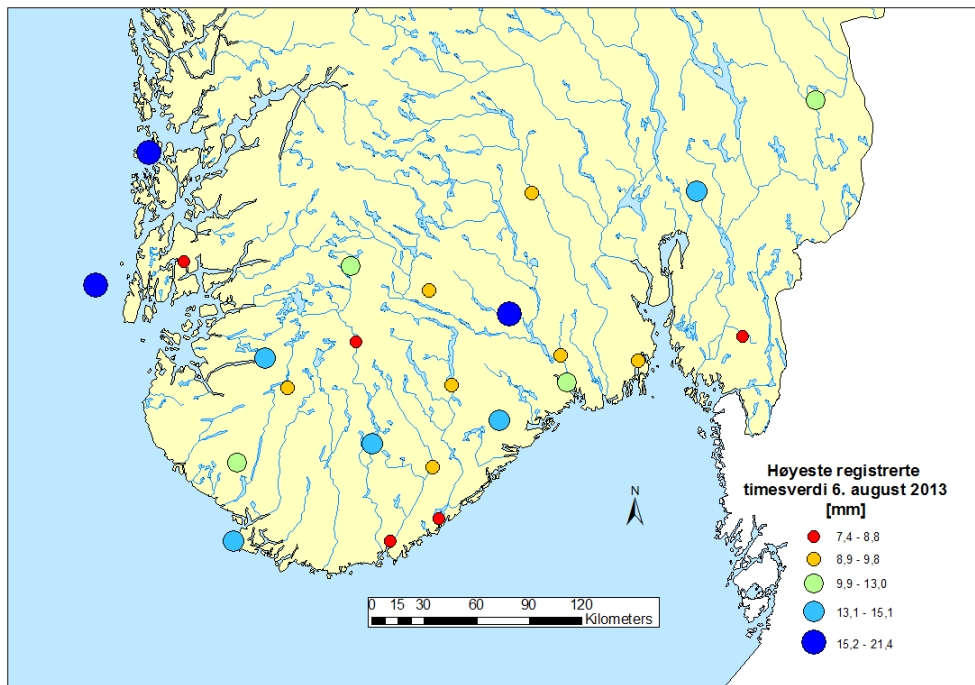 N
Høyeste registrerte
timesverdi 6. august 2013
[mm]
7,4 - 8,8
8,9 - 9,8
9,9 - 13,0
13,1 - 15,1
15,2 - 21,4
0 15 30 60 90 120
Kilometers